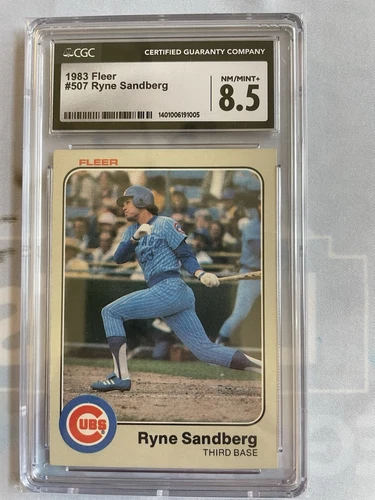 CGC CERTIFIED GUARANTY COMPANY
1983 Fleer
#507 Ryne Sandberg
NM/MINT+
8.5
1401006191005
FLEER
CUBS
Ryne Sandberg
THIRD BASE